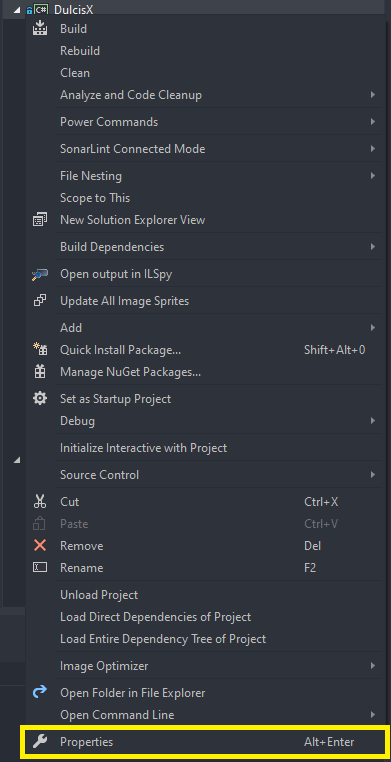 C# DulcisX
Build
Rebuild
Clean
Analyze and Code Cleanup
Power Commands
SonarLint Connected Mode
File Nesting
Scope to This
New Solution Explorer View
Build Dependencies
Open output in ILSpy
Update All Image Sprites
Add
Quick Install Package... Shift+Alt+0
Manage NuGet Packages...
Set as Startup Project
Debug
Initialize Interactive with Project
Source Control
Cut Ctrl+X
Paste Ctrl+V
Remove Del
Rename F2
Unload Project
Load Direct Dependencies of Project
Load Entire Dependency Tree of Project
Image Optimizer
Open Folder in File Explorer
Open Command Line
Properties Alt+Enter